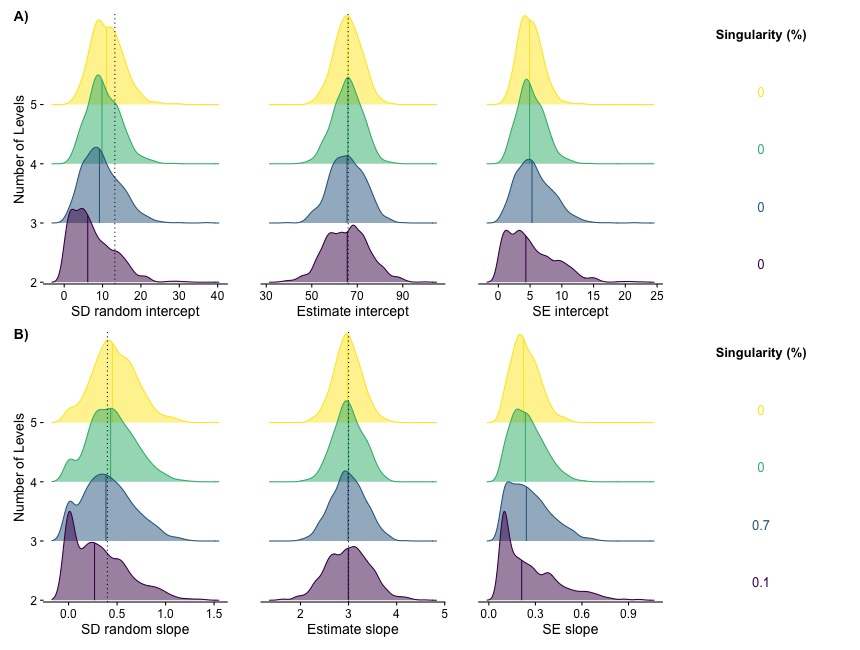 A)
Singularity (%)
Number of Levels
5
4
3
2
0
0
0
0
0 10 20 30 40
30 50 70 90
0 5 10 15 20 25
SD random intercept
Estimate intercept
SE intercept
B)
Singularity (%)
Number of Levels
5
4
3
2
0
0
0.7
0.1
0.0 0.5 1.0 1.5
2 3 4 5
0.0 0.3 0.6 0.9
SD random slope
Estimate slope
SE slope